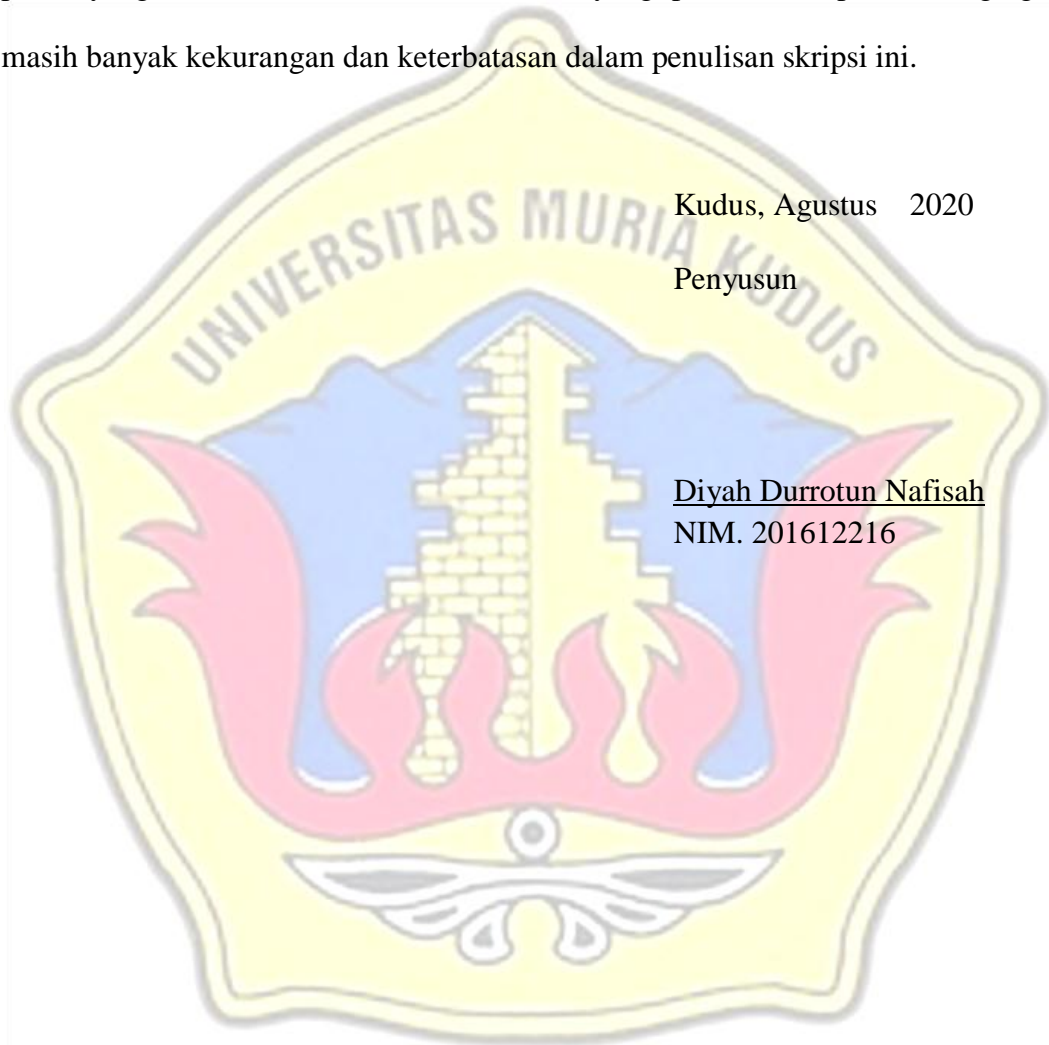 masih banyak kekurangan dan keterbatasan dalam penulisan skripsi ini.
Kudus, Agustus 2020
Penyusun
UNIVERSITAS MURIA KUDUS
Diyah Durrotun Nafisah
NIM. 201612216